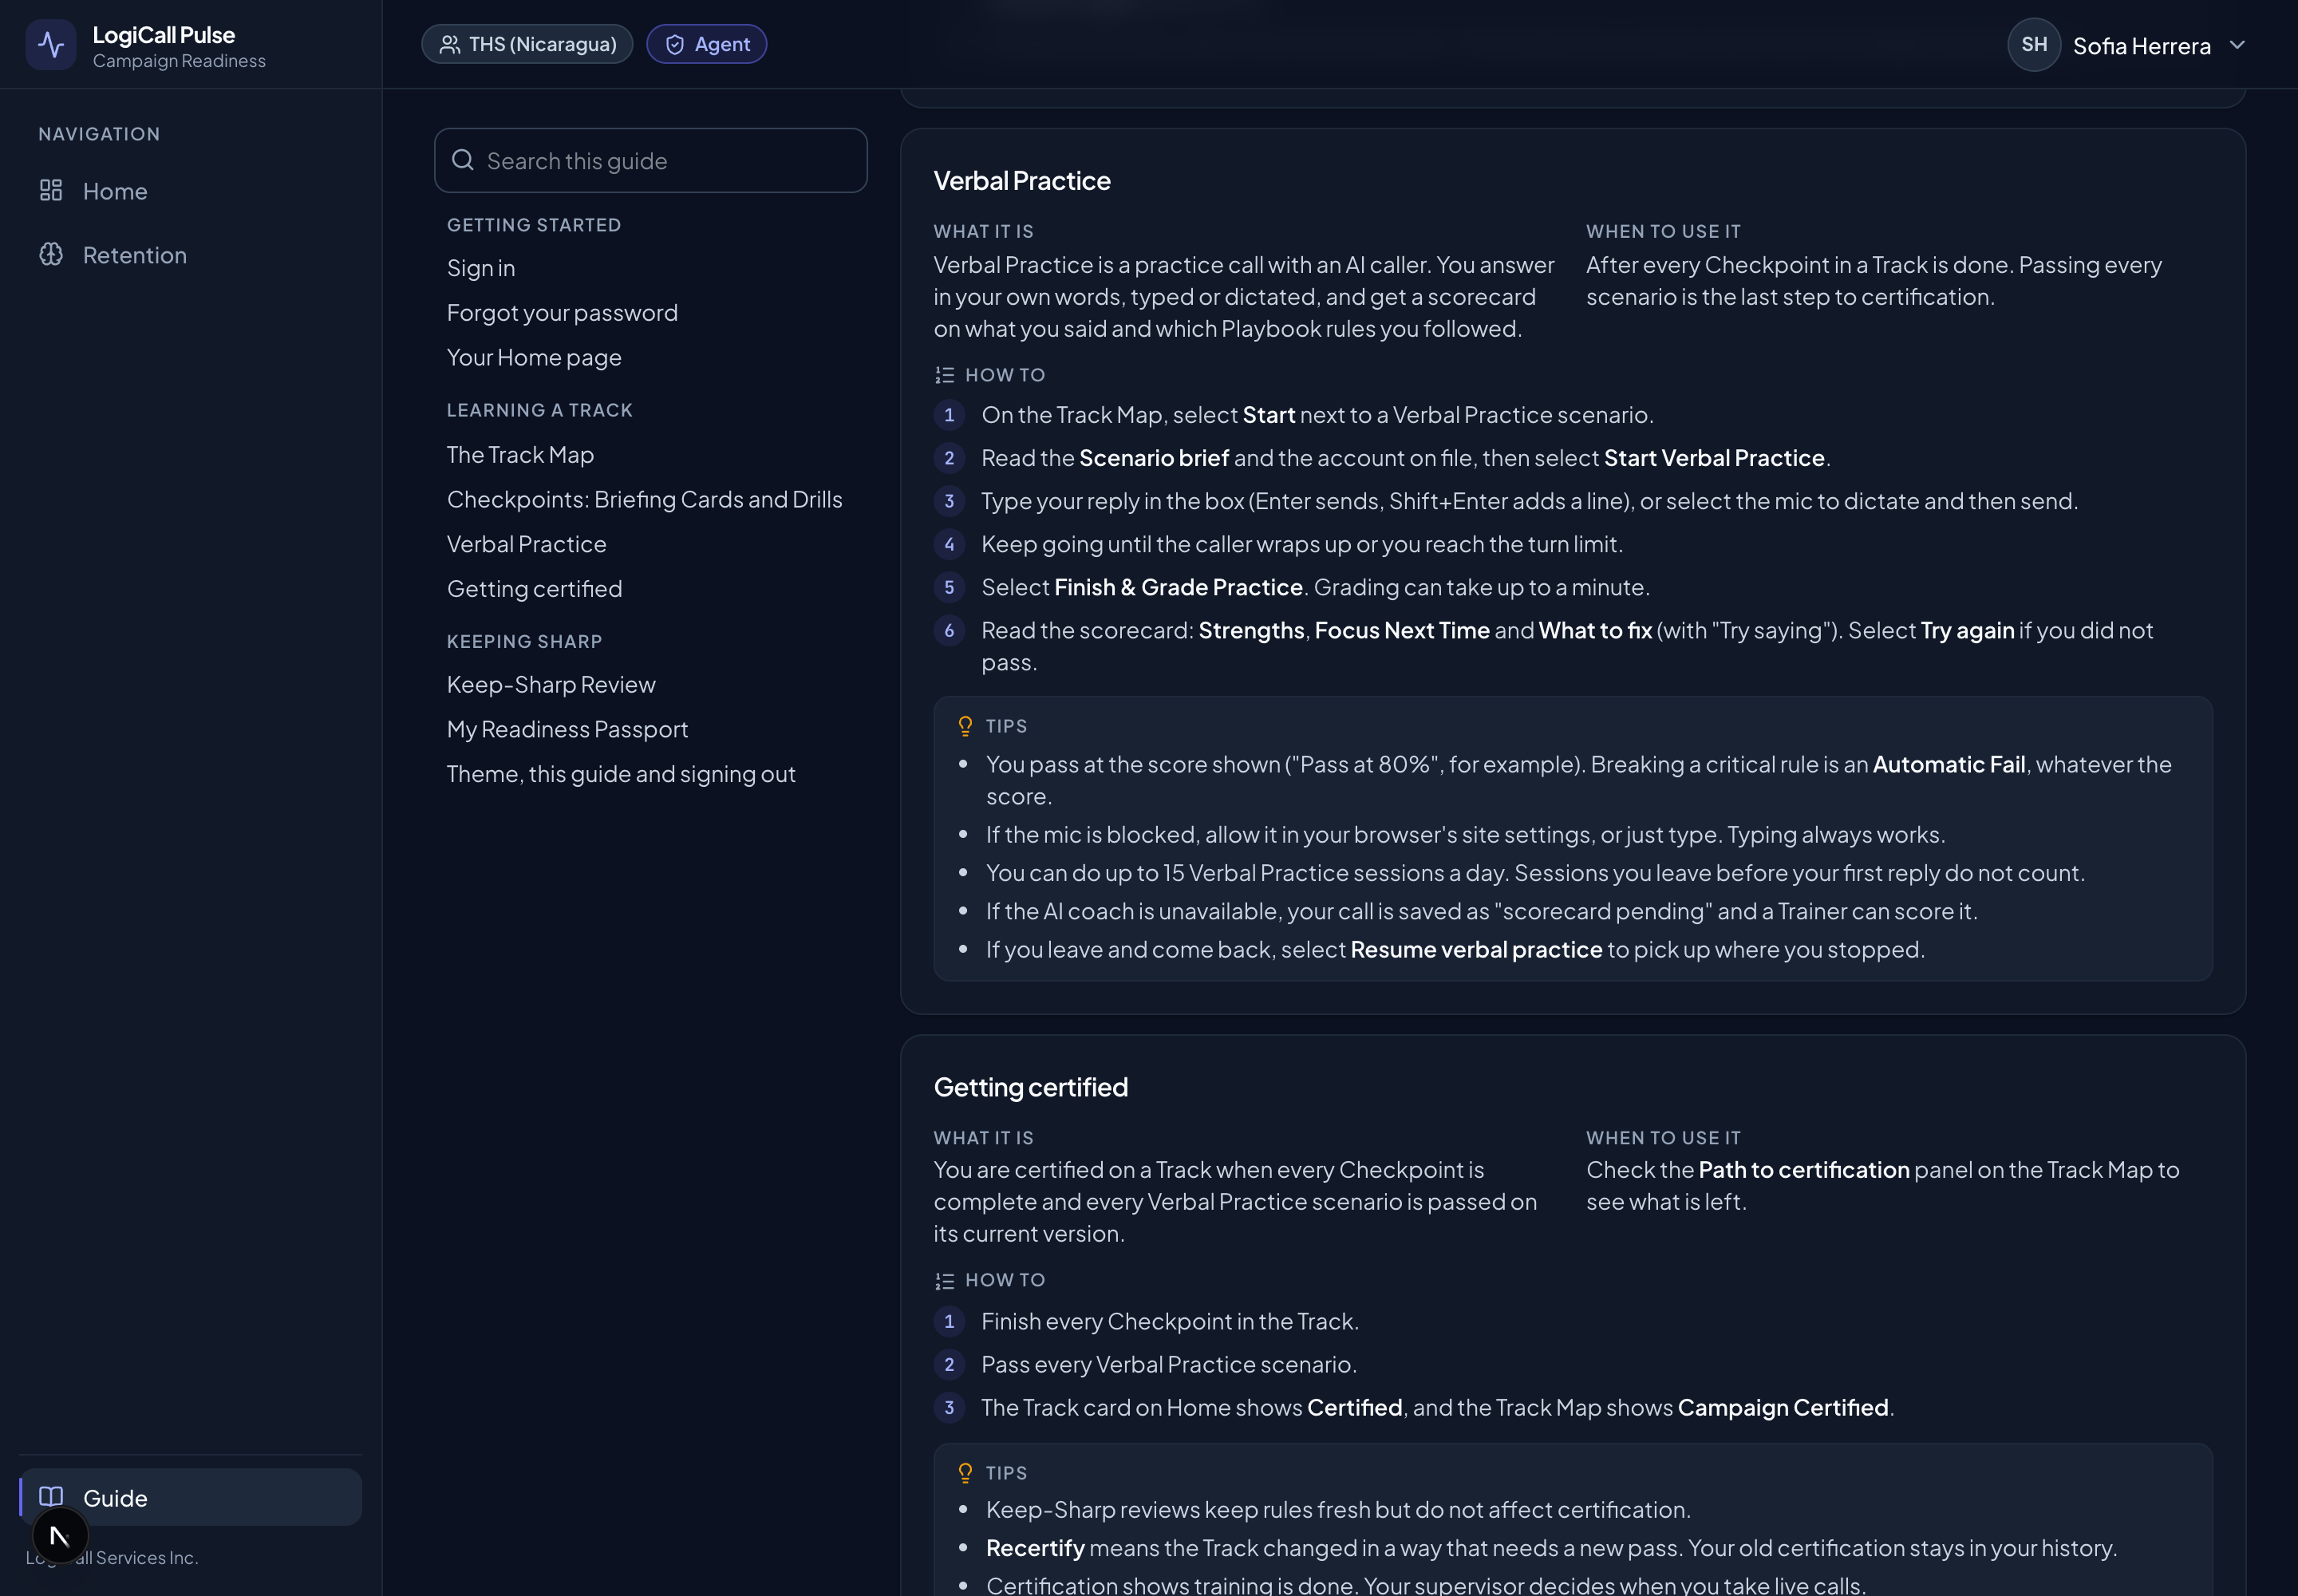 LogiCall Pulse
Campaign Readiness
THS (Nicaragua)
Agent
SH
Sofia Herrera
NAVIGATION
Home
Retention
Guide
Services Inc.
Search this guide
GETTING STARTED
Sign in
Forgot your password
Your Home page
LEARNING A TRACK
The Track Map
Checkpoints: Briefing Cards and Drills
Verbal Practice
Getting certified
KEEPING SHARP
Keep-Sharp Review
My Readiness Passport
Theme, this guide and signing out
Verbal Practice
WHAT IT IS
Verbal Practice is a practice call with an AI caller. You answer
in your own words, typed or dictated, and get a scorecard
on what you said and which Playbook rules you followed.
WHEN TO USE IT
After every Checkpoint in a Track is done. Passing every
scenario is the last step to certification.
HOW TO
1 On the Track Map, select Start next to a Verbal Practice scenario.
2 Read the Scenario brief and the account on file, then select Start Verbal Practice.
3 Type your reply in the box (Enter sends, Shift+Enter adds a line), or select the mic to dictate and then send.
4 Keep going until the caller wraps up or you reach the turn limit.
5 Select Finish & Grade Practice. Grading can take up to a minute.
6 Read the scorecard: Strengths, Focus Next Time and What to fix (with "Try saying"). Select Try again if you did not
pass.
TIPS
• You pass at the score shown ("Pass at 80%", for example). Breaking a critical rule is an Automatic Fail, whatever the
score.
• If the mic is blocked, allow it in your browser's site settings, or just type. Typing always works.
• You can do up to 15 Verbal Practice sessions a day. Sessions you leave before your first reply do not count.
• If the AI coach is unavailable, your call is saved as "scorecard pending" and a Trainer can score it.
• If you leave and come back, select Resume verbal practice to pick up where you stopped.
Getting certified
WHAT IT IS
You are certified on a Track when every Checkpoint is
complete and every Verbal Practice scenario is passed on
its current version.
WHEN TO USE IT
Check the Path to certification panel on the Track Map to
see what is left.
HOW TO
1 Finish every Checkpoint in the Track.
2 Pass every Verbal Practice scenario.
3 The Track card on Home shows Certified, and the Track Map shows Campaign Certified.
TIPS
• Keep-Sharp reviews keep rules fresh but do not affect certification.
• Recertify means the Track changed in a way that needs a new pass. Your old certification stays in your history.
• Certification shows training is done. Your supervisor decides when you take live calls.